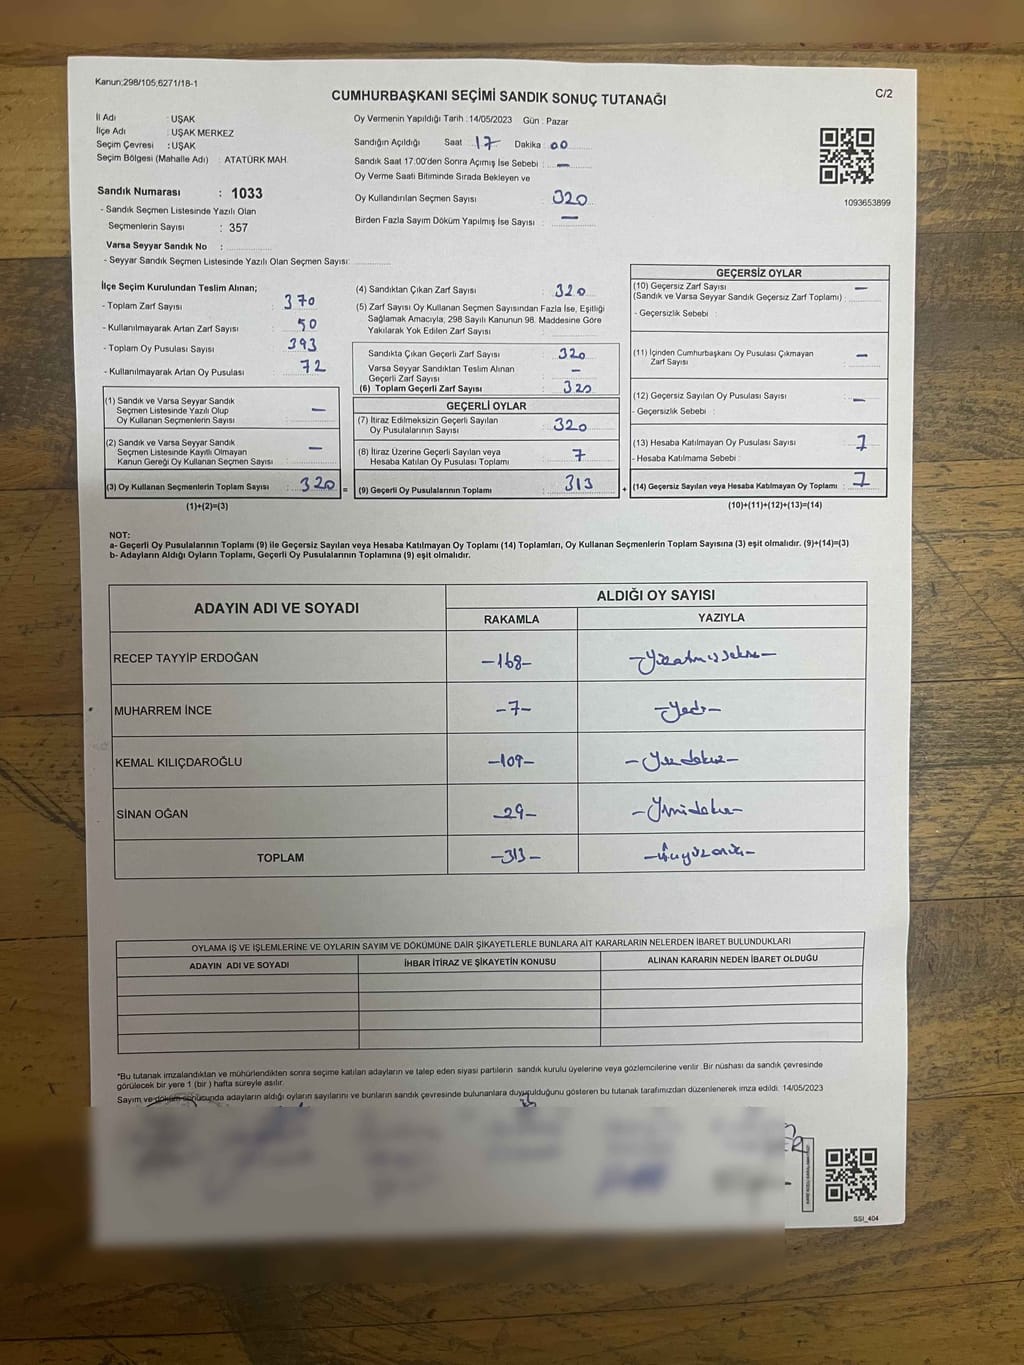 Kanun:298/105,6271/18-1
C/2
CUMHURBAŞKANI SEÇİMİ SANDIK SONUÇ TUTANAĞI
İl Adı : UŞAK
İlçe Adı : UŞAK MERKEZ
Seçim Çevresi : UŞAK
Seçim Bölgesi (Mahalle Adı) : ATATÜRK MAH.
Sandık Numarası : 1033
- Sandık Seçmen Listesinde Yazılı Olan
Seçmenlerin Sayısı : 357
Varsa Seyyar Sandık No :
- Seyyar Sandık Seçmen Listesinde Yazılı Olan Seçmen Sayısı:
Oy Vermenin Yapıldığı Tarih : 14/05/2023 Gün : Pazar
Sandığın Açıldığı Saat : 17 Dakika : 00
Sandık Saat 17:00'den Sonra Açımış İse Sebebi : —
Oy Verme Saati Bitiminde Sırada Bekleyen ve
Oy Kullandırılan Seçmen Sayısı : 320
Birden Fazla Sayım Döküm Yapılmış İse Sayısı : —
1093653899
İlçe Seçim Kurulundan Teslim Alınan;
- Toplam Zarf Sayısı : 370
- Kullanılmayarak Artan Zarf Sayısı : 50
- Toplam Oy Pusulası Sayısı : 393
- Kullanılmayarak Artan Oy Pusulası : 72
(1) Sandık ve Varsa Seyyar Sandık
Seçmen Listesinde Yazılı Olup
Oy Kullanan Seçmenlerin Sayısı : —
(2) Sandık ve Varsa Seyyar Sandık
Seçmen Listesinde Kayıtlı Olmayan
Kanun Gereği Oy Kullanan Seçmen Sayısı : —
(3) Oy Kullanan Seçmenlerin Toplam Sayısı : 320 =
(1)+(2)=(3)
(4) Sandıktan Çıkan Zarf Sayısı : 320
(5) Zarf Sayısı Oy Kullanan Seçmen Sayısından Fazla İse, Eşitliği
Sağlamak Amacıyla, 298 Sayılı Kanunun 98. Maddesine Göre
Yakılarak Yok Edilen Zarf Sayısı :
Sandıkta Çıkan Geçerli Zarf Sayısı : 320
Varsa Seyyar Sandıktan Teslim Alınan
Geçerli Zarf Sayısı : —
(6) Toplam Geçerli Zarf Sayısı : 320
GEÇERLİ OYLAR
(7) İtiraz Edilmeksizin Geçerli Sayılan
Oy Pusulalarının Sayısı : 320
(8) İtiraz Üzerine Geçerli Sayılan veya
Hesaba Katılan Oy Pusulası Toplamı : 7
(9) Geçerli Oy Pusulalarının Toplamı : 313 +
GEÇERSİZ OYLAR
(10) Geçersiz Zarf Sayısı : —
(Sandık ve Varsa Seyyar Sandık Geçersiz Zarf Toplamı) :
- Geçersizlik Sebebi :
(11) İçinden Cumhurbaşkanı Oy Pusulası Çıkmayan
Zarf Sayısı : —
(12) Geçersiz Sayılan Oy Pusulası Sayısı : —
- Geçersizlik Sebebi :
(13) Hesaba Katılmayan Oy Pusulası Sayısı : 7
- Hesaba Katılmama Sebebi :
(14) Geçersiz Sayılan veya Hesaba Katılmayan Oy Toplamı : 7
(10)+(11)+(12)+(13)=(14)
NOT:
a- Geçerli Oy Pusulalarının Toplamı (9) ile Geçersiz Sayılan veya Hesaba Katılmayan Oy Toplamı (14) Toplamları, Oy Kullanan Seçmenlerin Toplam Sayısına (3) eşit olmalıdır. (9)+(14)=(3)
b- Adayların Aldığı Oyların Toplamı, Geçerli Oy Pusulalarının Toplamına (9) eşit olmalıdır.
ADAYIN ADI VE SOYADI ALDIĞI OY SAYISI
RAKAMLA YAZIYLA
RECEP TAYYİP ERDOĞAN -168- -Yüzatmışsekiz-
MUHARREM İNCE -7- -Yedi-
KEMAL KILIÇDAROĞLU -109- -Yüzdokuz-
SİNAN OĞAN -29- -Yirmidokuz-
TOPLAM -313- -Üçyüzonüç-
OYLAMA İŞ VE İŞLEMLERİNE VE OYLARIN SAYIM VE DÖKÜMÜNE DAİR ŞİKAYETLERLE BUNLARA AİT KARARLARIN NELERDEN İBARET BULUNDUKLARI
ADAYIN ADI VE SOYADI İHBAR İTİRAZ VE ŞİKAYETİN KONUSU ALINAN KARARIN NEDEN İBARET OLDUĞU
*Bu tutanak imzalandıktan ve mühürlendikten sonra seçime katılan adayların ve talep eden siyasi partilerin sandık kurulu üyelerine veya gözlemcilerine verilir. Bir nüshası da sandık çevresinde
görülecek bir yere 1 (bir) hafta süreyle asılır.
Sayım ve döküm sonucunda adayların aldığı oyların sayılarını ve bunların sandık çevresinde bulunanlara duyurulduğunu gösteren bu tutanak tarafımızdan düzenlenerek imza edildi. 14/05/2023
SSI_404